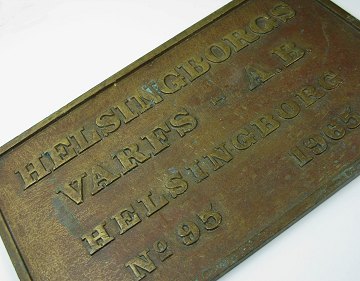 HELSINGBORGS
VARFS - A.B.
HELSINGBORG
No 95 1965